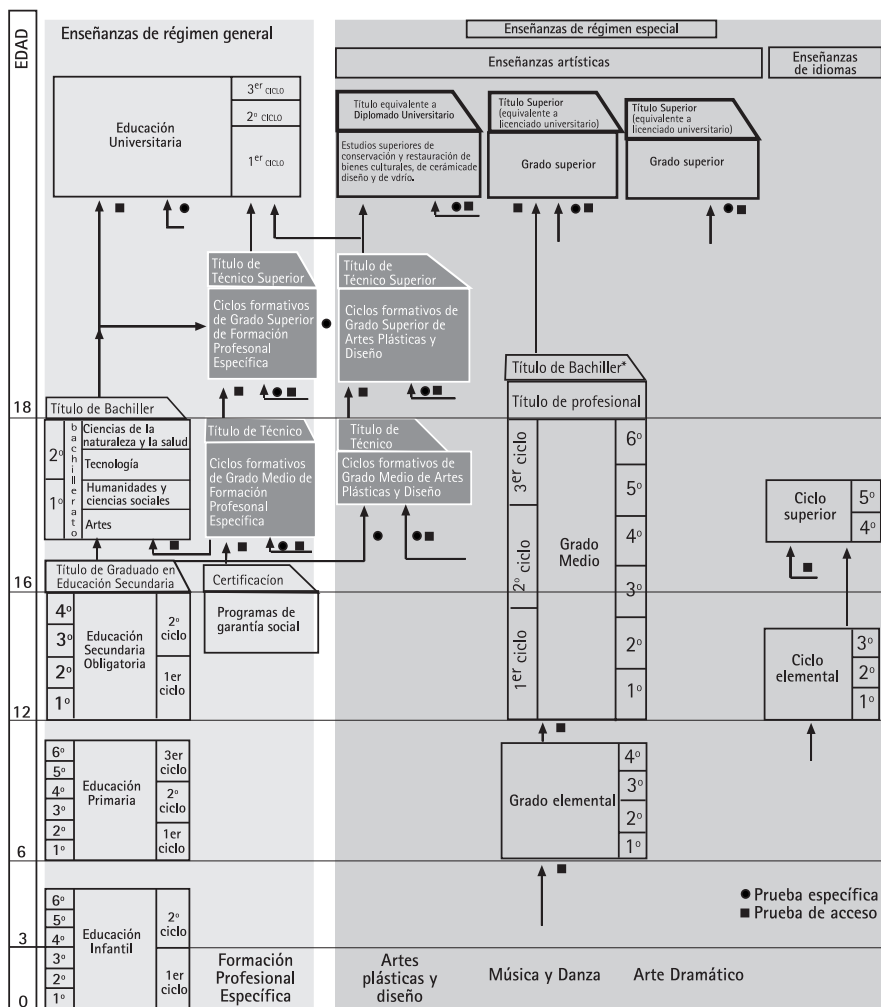 EDAD
Enseñanzas de régimen general
Enseñanzas de régimen especial
Enseñanzas artísticas
Enseñanzas
de idiomas
Educación
Universitaria
3er CICLO
2º CICLO
1er CICLO
Título equivalente a
Diplomado Universitario
Estudios superiores de
conservación y restauración de
bienes culturales, de cerámicade
diseño y de vdrio.
Título Superior
(equivalente a
licenciado universitario)
Grado superior
Título Superior
(equivalente a
licenciado universitario)
Grado superior
Título de
Técnico Superior
Ciclos formativos
de Grado Superior
de Formación
Profesonal
Específica
Título de
Técnico Superior
Ciclos formativos de
Grado Superior de
Artes Plásticas y
Diseño
Título de Bachiller*
Título de profesional
18
Título de Bachiller
2º
1º
bachillerato
Ciencias de la
naturaleza y la salud
Tecnología
Humanidades y
ciencias sociales
Artes
Título de Técnico
Ciclos formativos
de Grado Medio de
Formación
Profesonal
Específica
Título de
Técnico
Ciclos formativos de
Grado Medio de Artes
Plásticas y Diseño
3er ciclo
2º ciclo
1er ciclo
Grado
Medio
6º
5º
4º
3º
2º
1º
Ciclo
superior
5º
4º
16
Título de Graduado en
Educación Secundaria
4º
3º
2º
1º
Educación
Secundaria
Obligatoria
2º
ciclo
1er
ciclo
Certificacíon
Programas de
garantía social
Ciclo
elemental
3º
2º
1º
12
6º
5º
4º
3º
2º
1º
Educación
Primaria
3er
ciclo
2º
ciclo
1er
ciclo
Grado elemental
4º
3º
2º
1º
6
6º
5º
4º
3º
2º
1º
Educación
Infantil
2º
ciclo
1er
ciclo
Prueba específica
Prueba de acceso
3
0
Formación
Profesional
Específica
Artes
plásticas y
diseño
Música y Danza
Arte Dramático